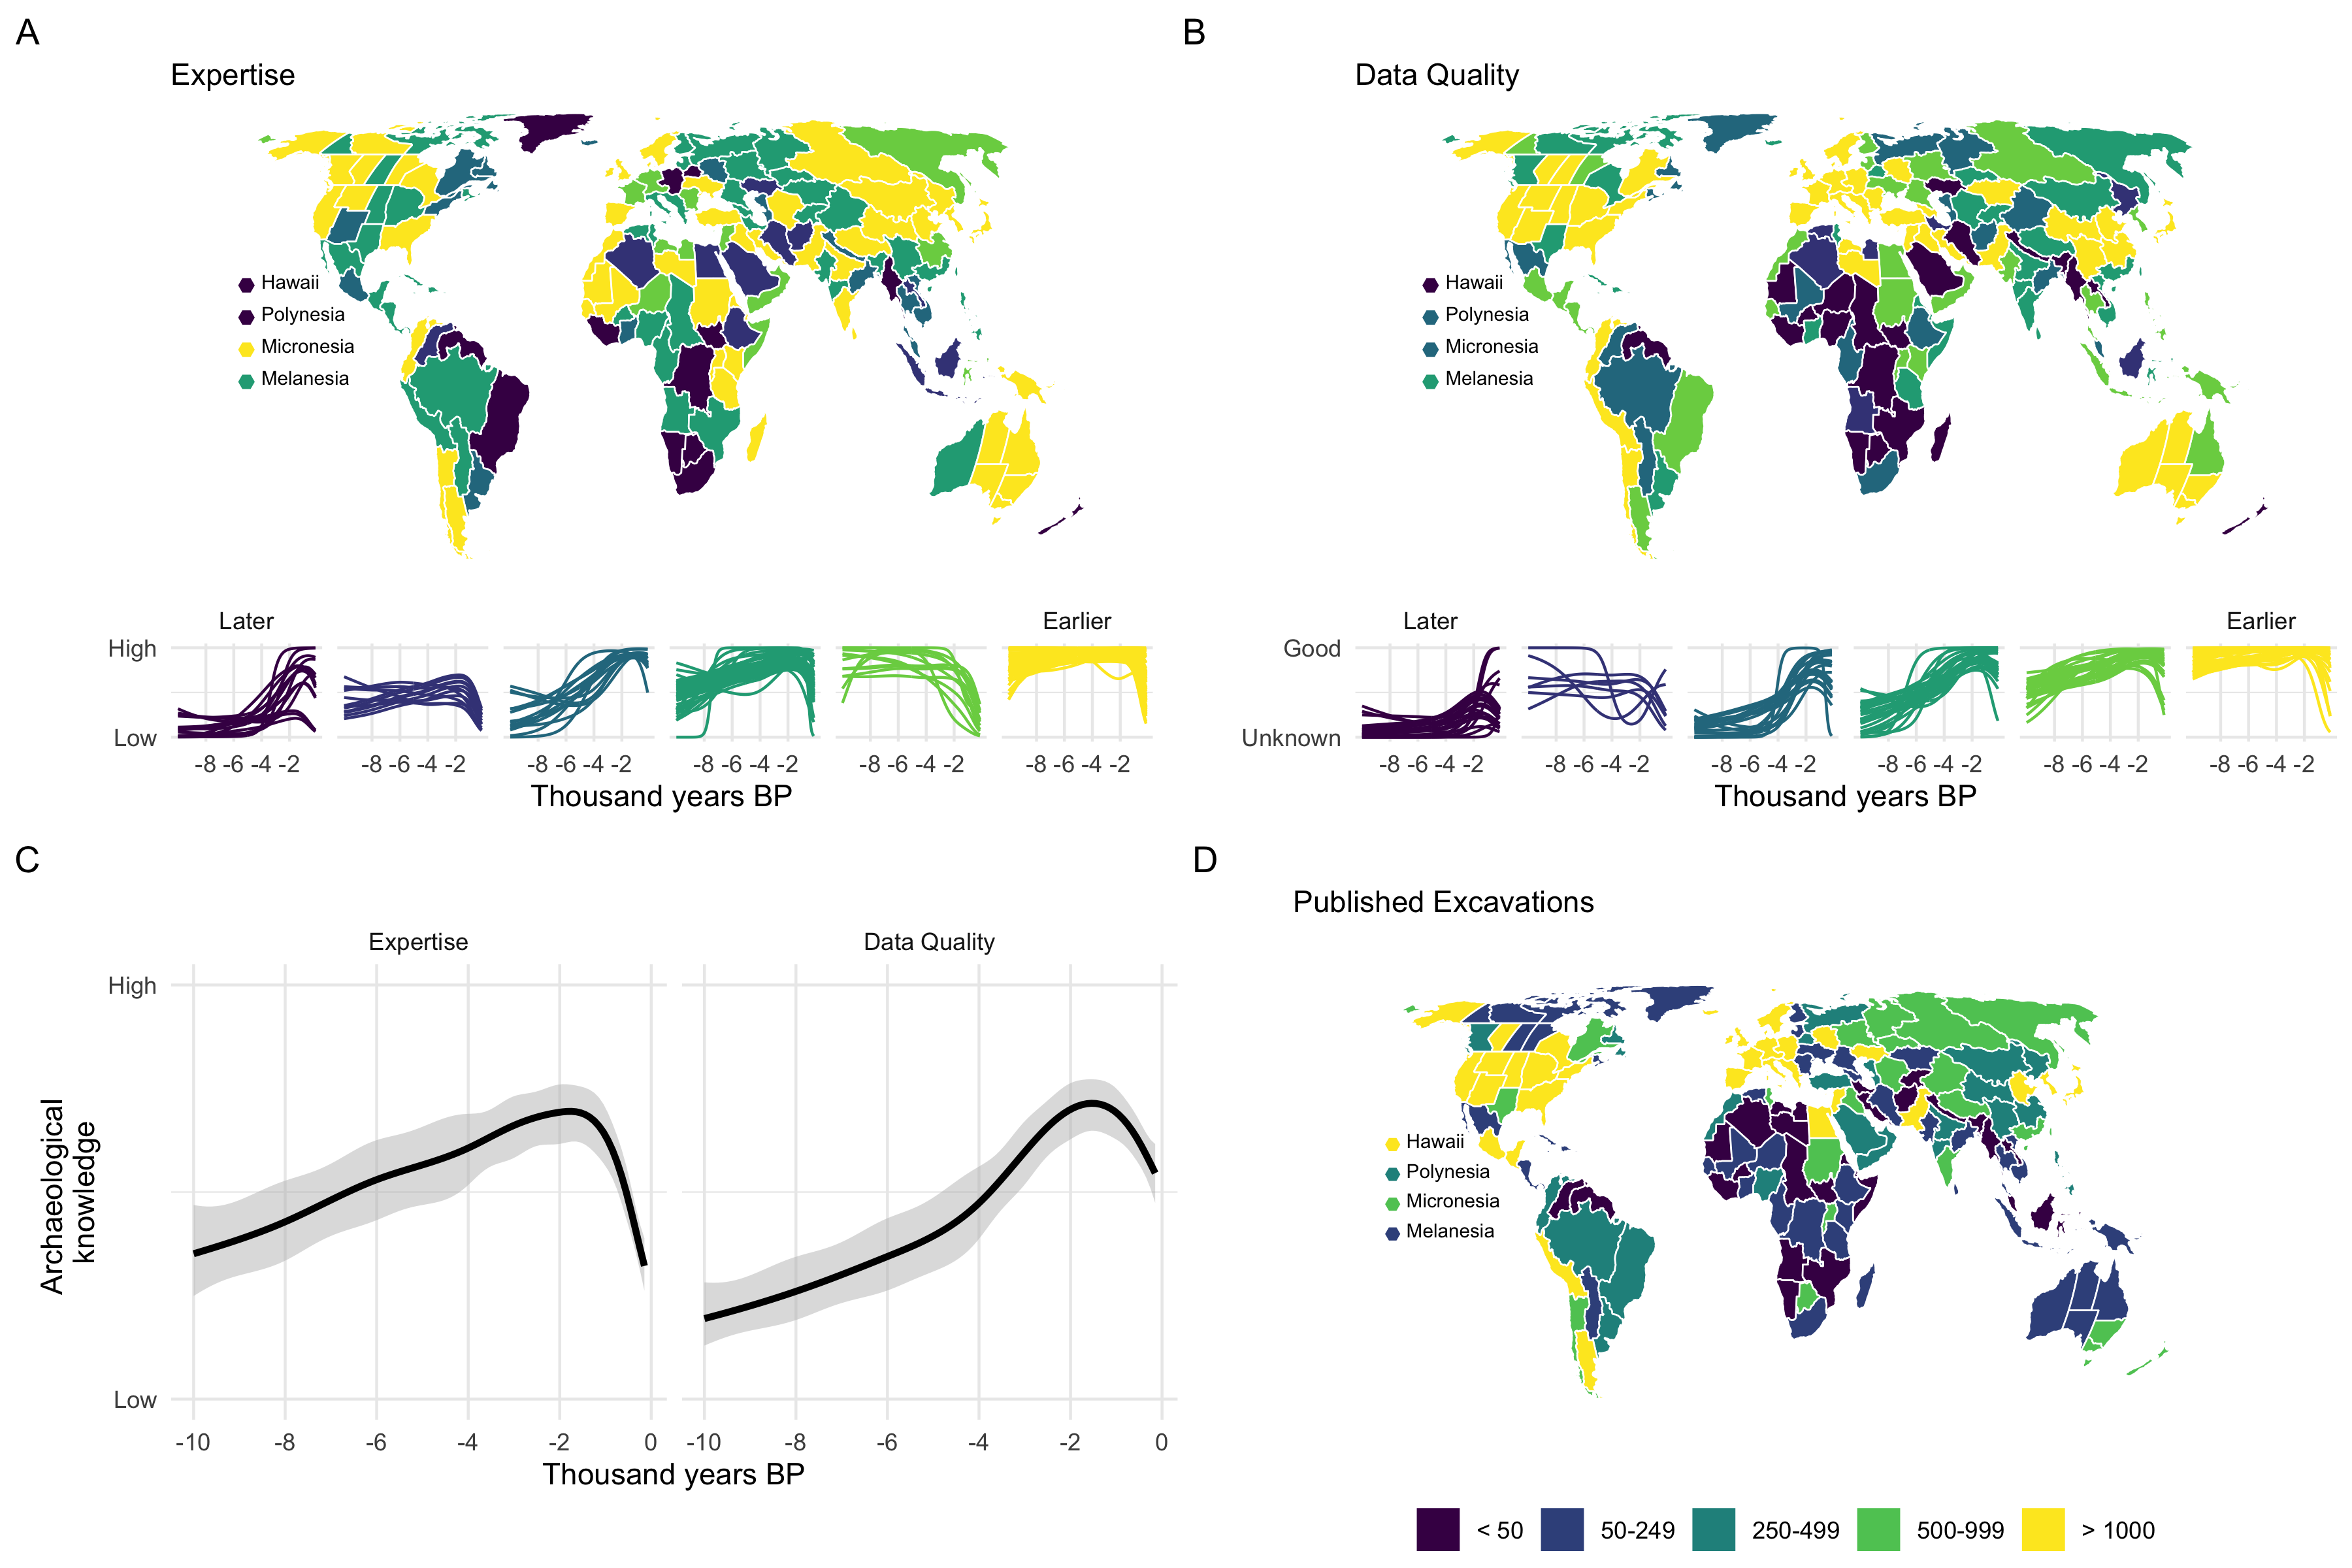 A
Expertise
Hawaii
Polynesia
Micronesia
Melanesia
Later
Earlier
High
Low
-8 -6 -4 -2 -8 -6 -4 -2 -8 -6 -4 -2 -8 -6 -4 -2 -8 -6 -4 -2 -8 -6 -4 -2
Thousand years BP
B
Data Quality
Hawaii
Polynesia
Micronesia
Melanesia
Later
Earlier
Good
Unknown
-8 -6 -4 -2 -8 -6 -4 -2 -8 -6 -4 -2 -8 -6 -4 -2 -8 -6 -4 -2 -8 -6 -4 -2
Thousand years BP
C
Expertise
Data Quality
High
Low
Archaeological
knowledge
-10 -8 -6 -4 -2 0 -10 -8 -6 -4 -2 0
Thousand years BP
D
Published Excavations
Hawaii
Polynesia
Micronesia
Melanesia
< 50 50-249 250-499 500-999 > 1000